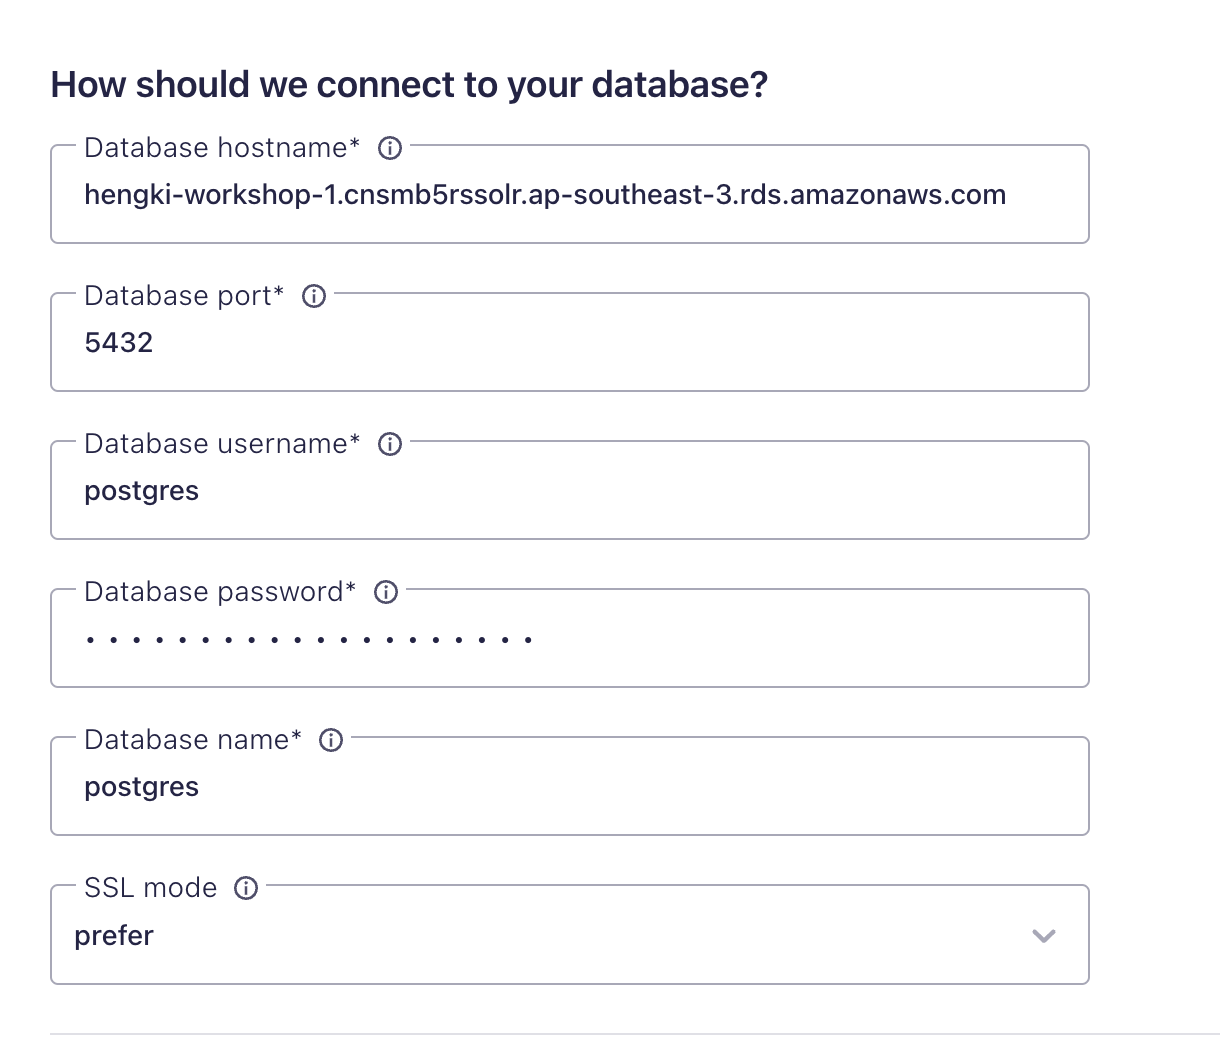 How should we connect to your database?
Database hostname*
hengki-workshop-1.cnsmb5rssolr.ap-southeast-3.rds.amazonaws.com
Database port*
5432
Database username*
postgres
Database password*
• • • • • • • • • • • • • • • • • • • •
Database name*
postgres
SSL mode
prefer